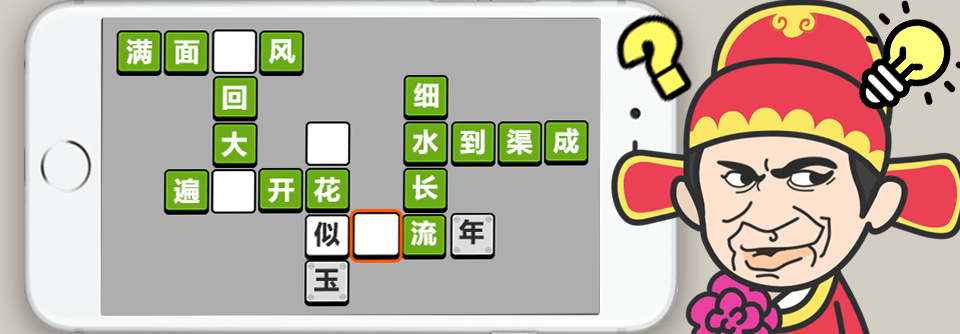 满面 风
回 细
大 水到渠成
遍 开花 长
似 流年
玉
?